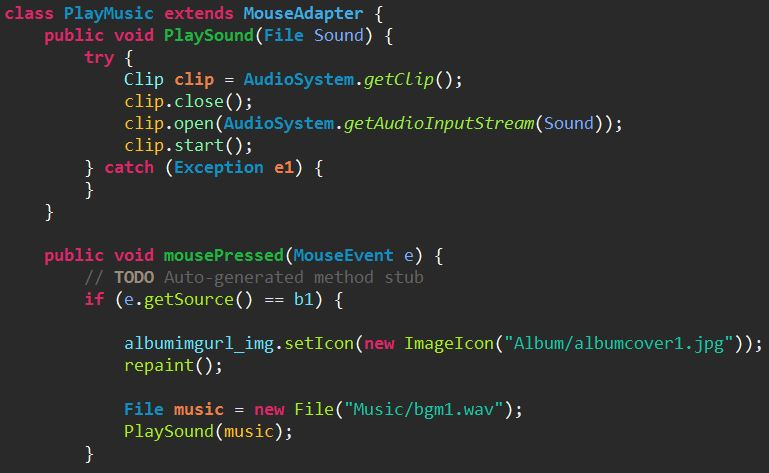 class PlayMusic extends MouseAdapter {
    public void PlaySound(File Sound) {
        try {
            Clip clip = AudioSystem.getClip();
            clip.close();
            clip.open(AudioSystem.getAudioInputStream(Sound));
            clip.start();
        } catch (Exception e1) {
        }
    }

    public void mousePressed(MouseEvent e) {
        // TODO Auto-generated method stub
        if (e.getSource() == b1) {

            albumimgurl_img.setIcon(new ImageIcon("Album/albumcover1.jpg"));
            repaint();

            File music = new File("Music/bgm1.wav");
            PlaySound(music);
        }